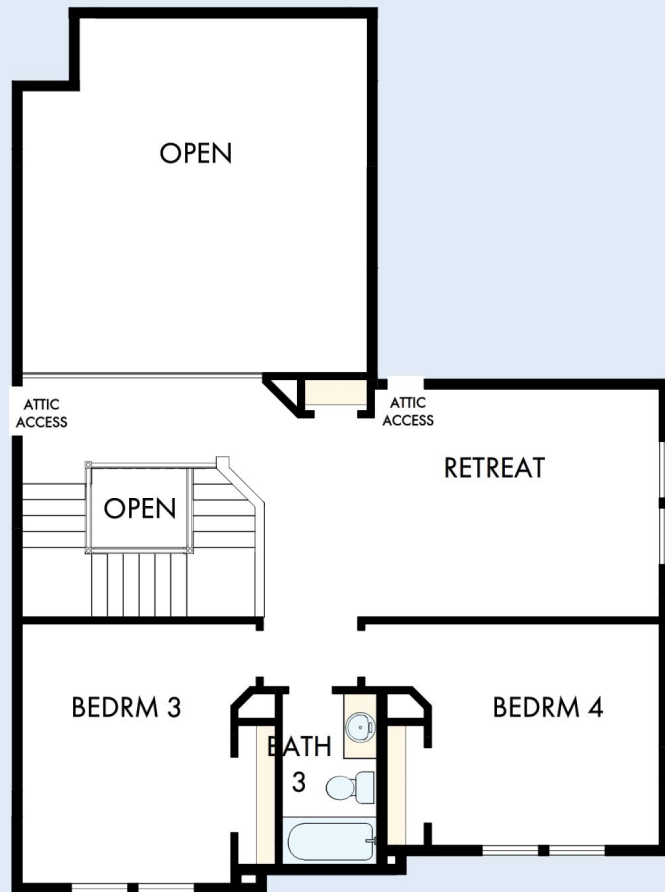 OPEN
ATTIC
ACCESS
ATTIC
ACCESS
RETREAT
OPEN
BEDRM 3
BEDRM 4
BATH
3